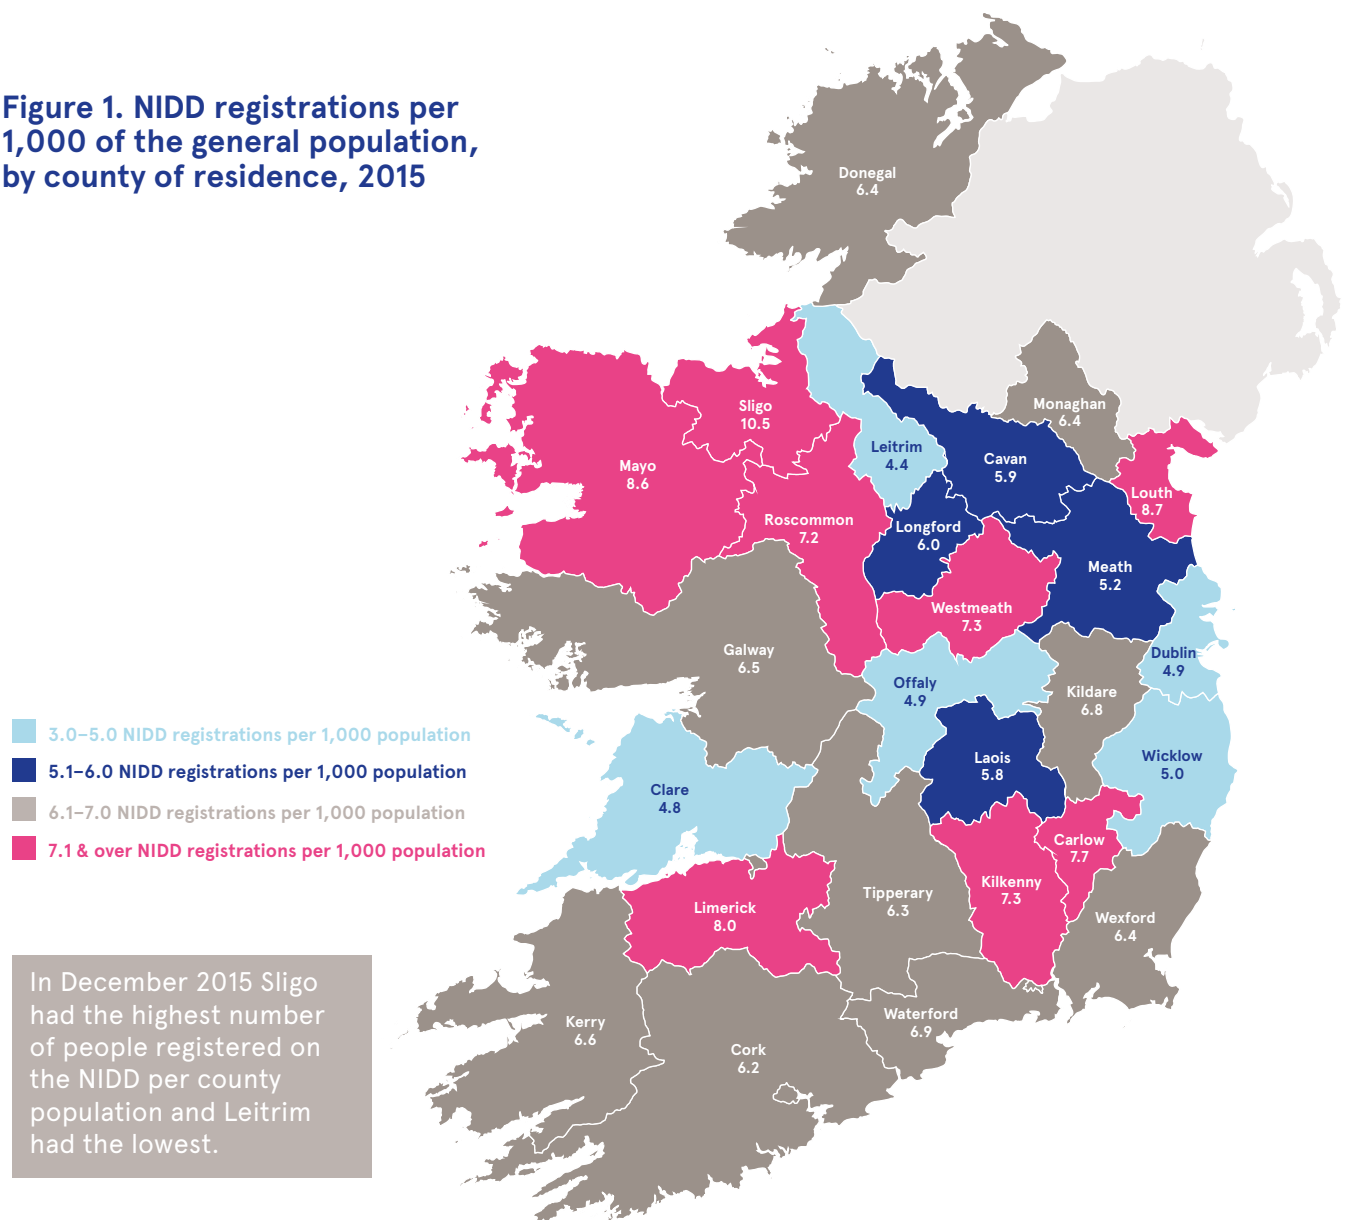 Figure 1. NIDD registrations per
1,000 of the general population,
by county of residence, 2015
Donegal
6.4
Monaghan
6.4
Sligo
10.5
Leitrim
4.4
Cavan
5.9
Mayo
8.6
Louth
8.7
Roscommon
7.2
Longford
6.0
Meath
5.2
Westmeath
7.3
Galway
6.5
Dublin
4.9
Offaly
4.9
Kildare
6.8
Wicklow
5.0
Laois
5.8
Clare
4.8
Carlow
7.7
Kilkenny
7.3
Tipperary
6.3
Limerick
8.0
Wexford
6.4
Waterford
6.9
Kerry
6.6
Cork
6.2
3.0–5.0 NIDD registrations per 1,000 population
5.1–6.0 NIDD registrations per 1,000 population
6.1–7.0 NIDD registrations per 1,000 population
7.1 & over NIDD registrations per 1,000 population
In December 2015 Sligo
had the highest number
of people registered on
the NIDD per county
population and Leitrim
had the lowest.